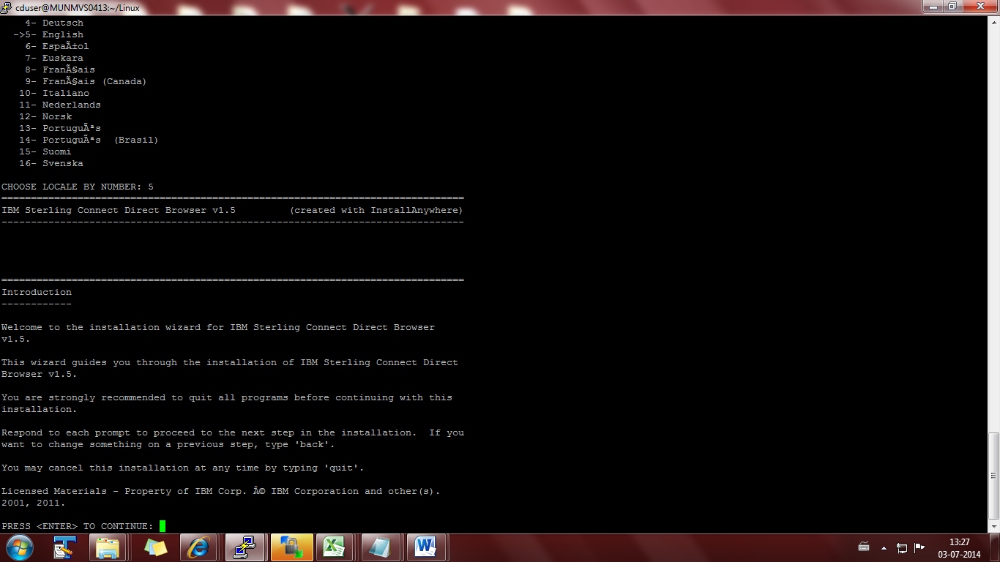 cduser@MUNMVS0413:~/Linux
4- Deutsch
->5- English
6- EspaÃ±ol
7- Euskara
8- FranÃ§ais
9- FranÃ§ais (Canada)
10- Italiano
11- Nederlands
12- Norsk
13- PortuguÃªs
14- PortuguÃªs  (Brasil)
15- Suomi
16- Svenska
CHOOSE LOCALE BY NUMBER: 5
===============================================================================
IBM Sterling Connect Direct Browser v1.5         (created with InstallAnywhere)
-------------------------------------------------------------------------------
===============================================================================
Introduction
------------
Welcome to the installation wizard for IBM Sterling Connect Direct Browser
v1.5.
This wizard guides you through the installation of IBM Sterling Connect Direct
Browser v1.5.
You are strongly recommended to quit all programs before continuing with this
installation.
Respond to each prompt to proceed to the next step in the installation.  If you
want to change something on a previous step, type 'back'.
You may cancel this installation at any time by typing 'quit'.
Licensed Materials - Property of IBM Corp. Â© IBM Corporation and other(s).
2001, 2011.
PRESS <ENTER> TO CONTINUE:
13:27
03-07-2014